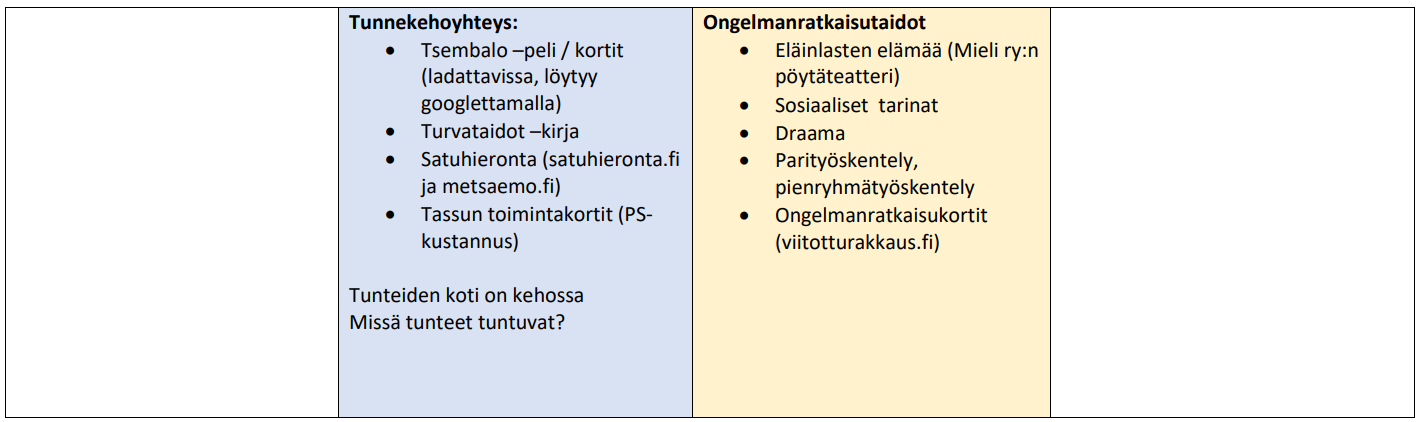 Tunnekehoyhteys:
• Tsembalo –peli / kortit
(ladattavissa, löytyy
googlettamalla)
• Turvataidot –kirja
• Satuhieronta (satuhieronta.fi
ja metsaemo.fi)
• Tassun toimintakortit (PS-
kustannus)
Tunteiden koti on kehossa
Missä tunteet tuntuvat?
Ongelmanratkaisutaidot
• Eläinlasten elämää (Mieli ry:n
pöytäteatteri)
• Sosiaaliset tarinat
• Draama
• Parityöskentely,
pienryhmätyöskentely
• Ongelmanratkaisukortit
(viitotturakkaus.fi)